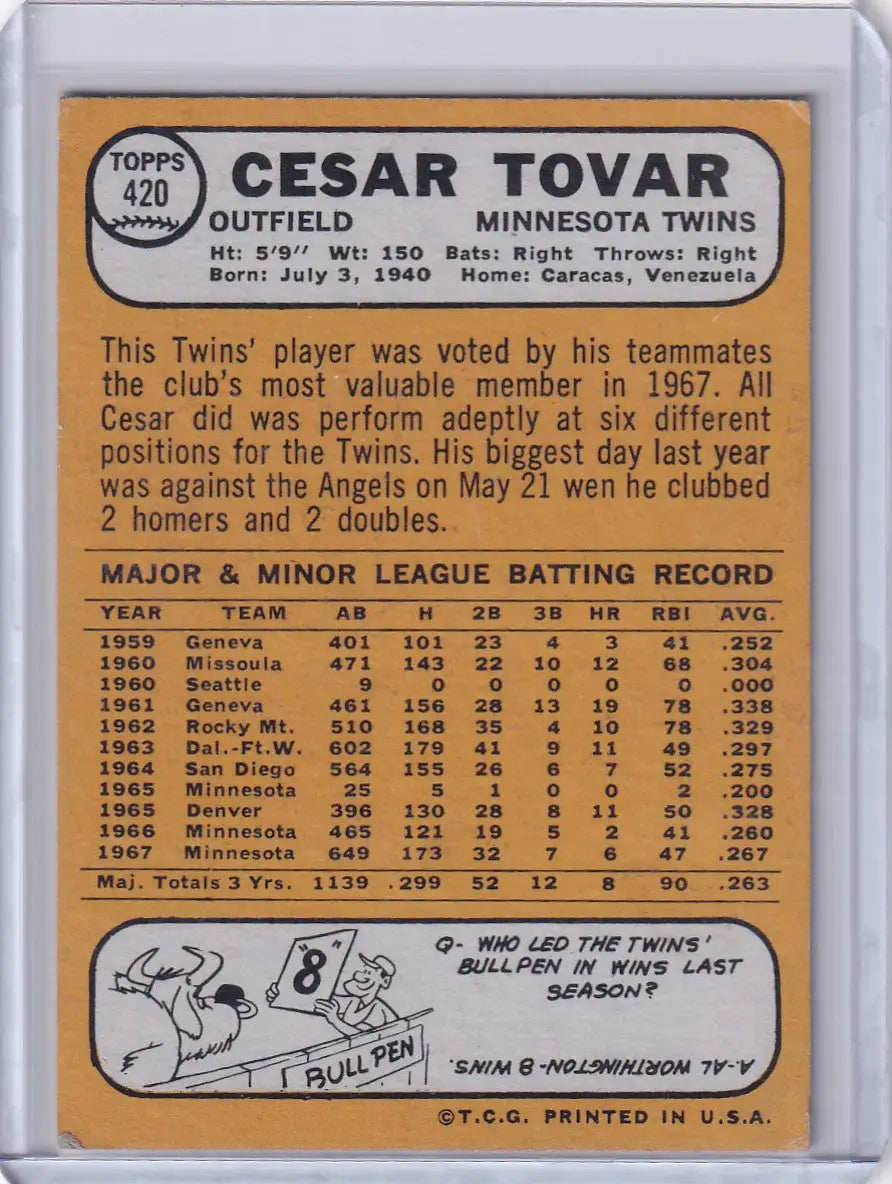 TOPPS
420
CESAR TOVAR
OUTFIELD MINNESOTA TWINS
Ht: 5'9" Wt: 150 Bats: Right Throws: Right
Born: July 3, 1940 Home: Caracas, Venezuela
This Twins' player was voted by his teammates
the club's most valuable member in 1967. All
Cesar did was perform adeptly at six different
positions for the Twins. His biggest day last year
was against the Angels on May 21 wen he clubbed
2 homers and 2 doubles.
MAJOR & MINOR LEAGUE BATTING RECORD
YEAR TEAM AB H 2B 3B HR RBI AVG.
1959 Geneva 401 101 23 4 3 41 .252
1960 Missoula 471 143 22 10 12 68 .304
1960 Seattle 9 0 0 0 0 0 .000
1961 Geneva 461 156 28 13 19 78 .338
1962 Rocky Mt. 510 168 35 4 10 78 .329
1963 Dal.-Ft.W. 602 179 41 9 11 49 .297
1964 San Diego 564 155 26 6 7 52 .275
1965 Minnesota 25 5 1 0 0 2 .200
1965 Denver 396 130 28 8 11 50 .328
1966 Minnesota 465 121 19 5 2 41 .260
1967 Minnesota 649 173 32 7 6 47 .267
Maj. Totals 3 Yrs. 1139 .299 52 12 8 90 .263
"8"
BULL PEN
Q- WHO LED THE TWINS'
BULLPEN IN WINS LAST
SEASON?
A-AL WORTHINGTON-8 WINS.
©T.C.G. PRINTED IN U.S.A.